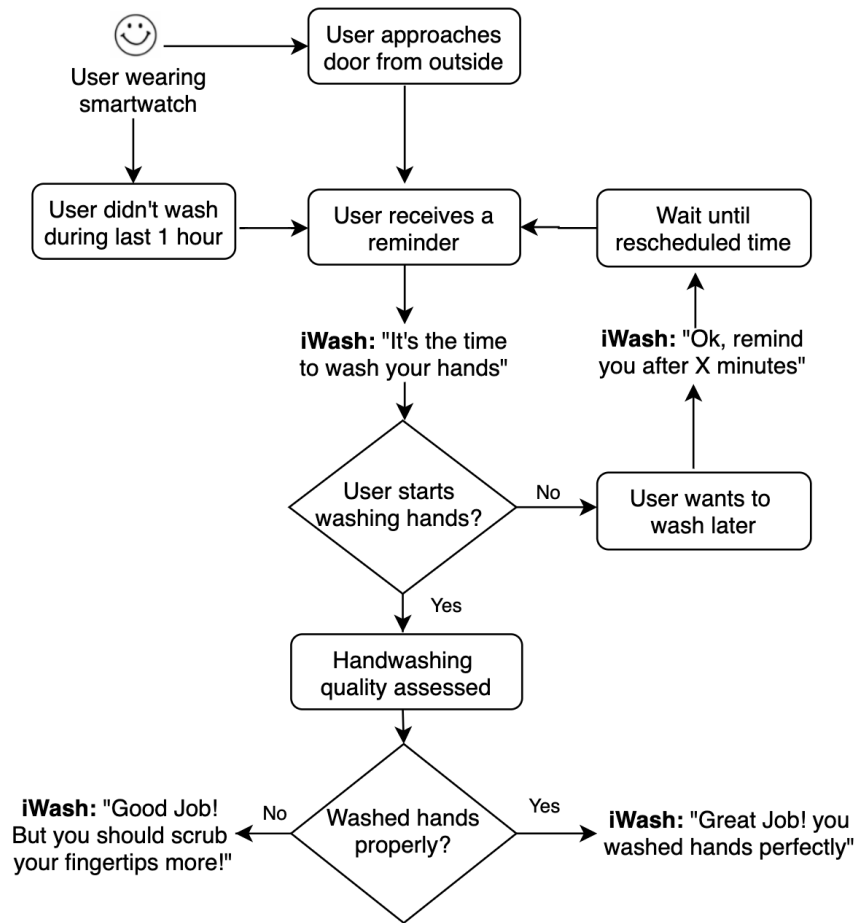 User approaches
door from outside
User wearing
smartwatch
User didn't wash
during last 1 hour
User receives a
reminder
Wait until
rescheduled time
iWash: "It's the time
to wash your hands"
iWash: "Ok, remind
you after X minutes"
User starts
washing hands?
No
User wants to
wash later
Yes
Handwashing
quality assessed
iWash: "Good Job!
But you should scrub
your fingertips more!"
No
Washed hands
properly?
Yes
iWash: "Great Job! you
washed hands perfectly"